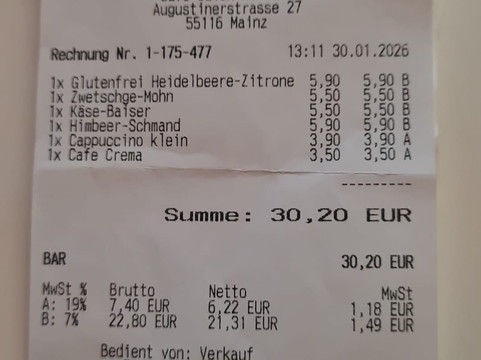 Augustinerstrasse 27
55116 Mainz
Rechnung Nr. 1-175-477 13:11 30.01.2026
1x Glutenfrei Heidelbeere-Zitrone 5,90 5,90 B
1x Zwetschge-Mohn 5,50 5,50 B
1x Käse-Baiser 5,50 5,50 B
1x Himbeer-Schmand 5,90 5,90 B
1x Cappuccino klein 3,90 3,90 A
1x Cafe Crema 3,50 3,50 A
---------
Summe: 30,20 EUR
BAR 30,20 EUR
MwSt % Brutto Netto MwSt
A: 19% 7,40 EUR 6,22 EUR 1,18 EUR
B: 7% 22,80 EUR 21,31 EUR 1,49 EUR
Bedient von: Verkauf